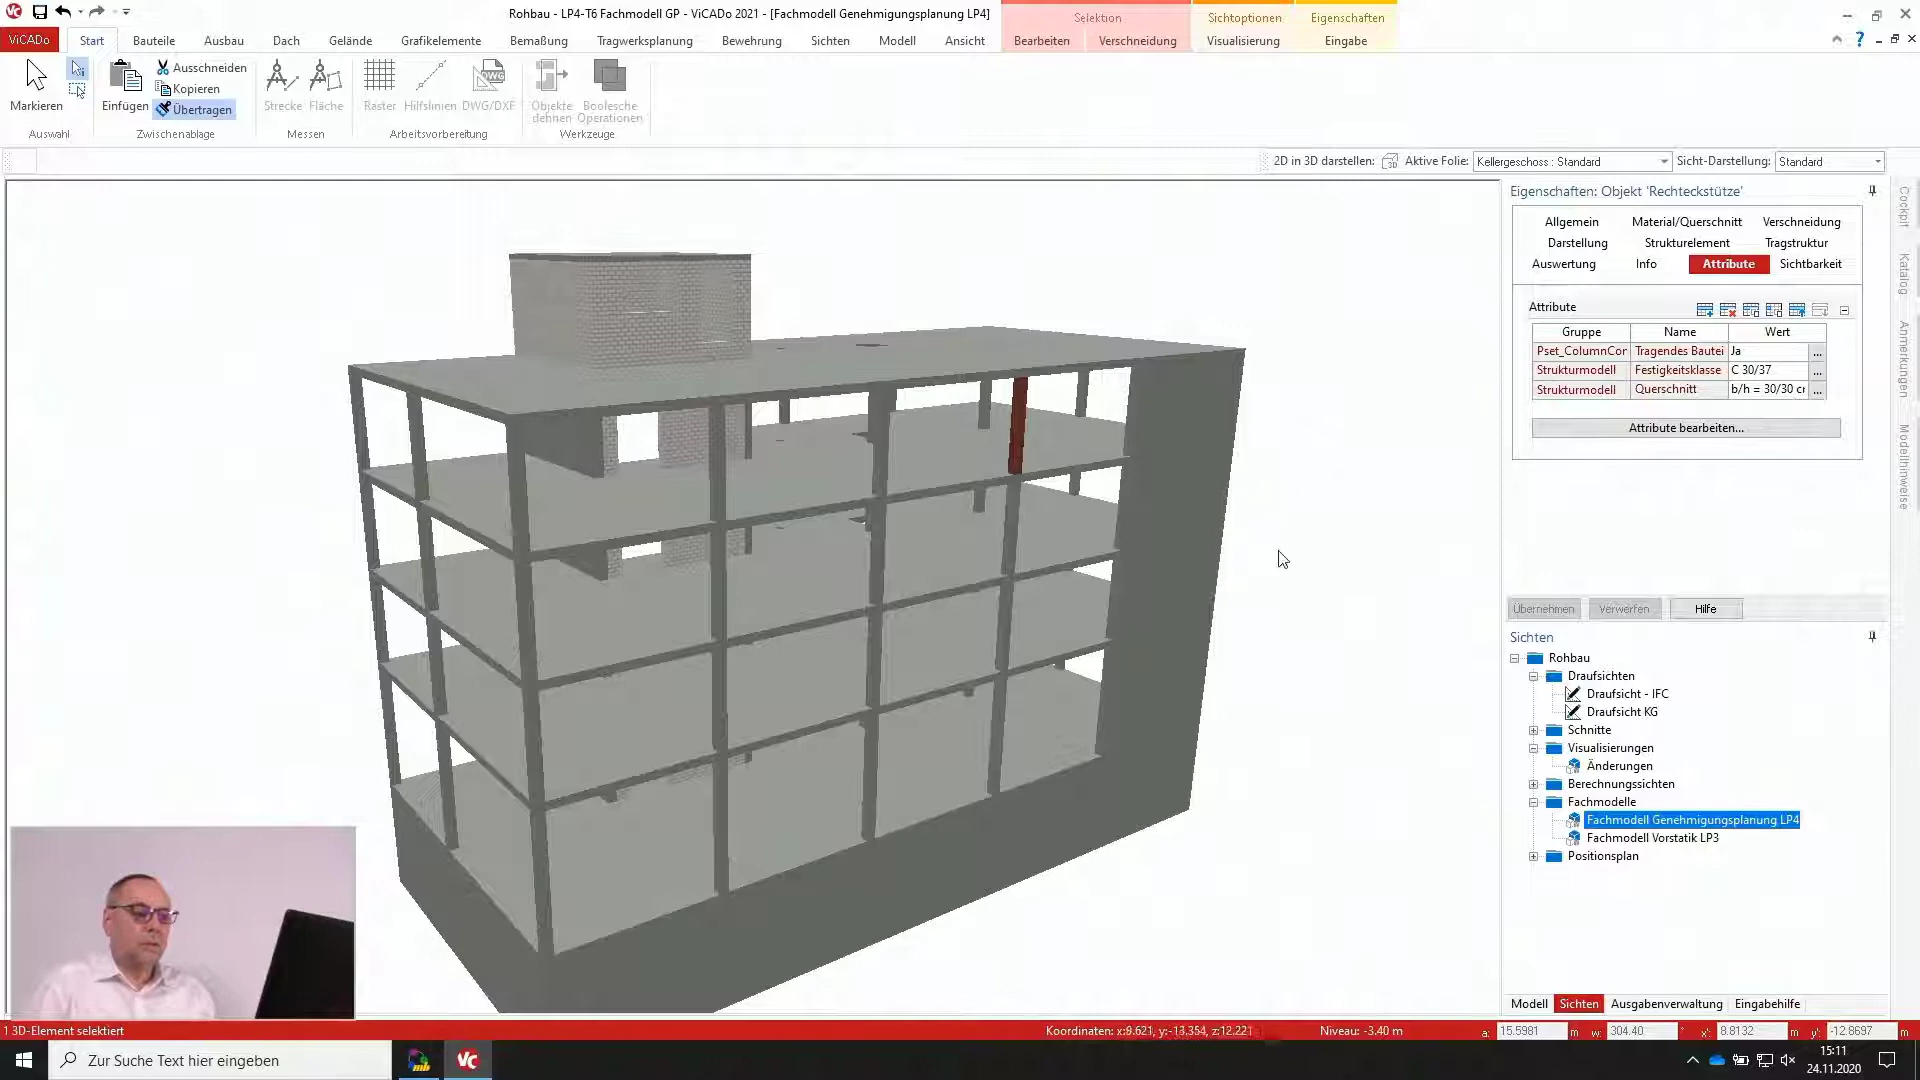 Rohbau - LP4-T6 Fachmodell GP - ViCADo 2021 - [Fachmodell Genehmigungsplanung LP4]
Selektion
Sichtoptionen
Eigenschaften
ViCADo
Start
Bauteile
Ausbau
Dach
Gelände
Grafikelemente
Bemaßung
Tragwerksplanung
Bewehrung
Sichten
Modell
Ansicht
Bearbeiten
Verschneidung
Visualisierung
Eingabe
Markieren
Einfügen
Ausschneiden
Kopieren
Übertragen
Strecke
Fläche
Raster
Hilfslinien
DWG/DXF
Objekte dehnen
Boolesche Operationen
Auswahl
Zwischenablage
Messen
Arbeitsvorbereitung
Werkzeuge
2D in 3D darstellen:
Aktive Folie:
Kellergeschoss : Standard
Sicht-Darstellung:
Standard
Eigenschaften: Objekt 'Rechteckstütze'
Allgemein
Material/Querschnitt
Verschneidung
Darstellung
Strukturelement
Tragstruktur
Auswertung
Info
Attribute
Sichtbarkeit
Attribute
Gruppe Name Wert
Pset_ColumnCor Tragendes Bautei Ja ...
Strukturmodell Festigkeitsklasse C 30/37 ...
Strukturmodell Querschnitt b/h = 30/30 cr ...
Attribute bearbeiten...
Übernehmen
Verwerfen
Hilfe
Sichten
Rohbau
Draufsichten
Draufsicht - IFC
Draufsicht KG
Schnitte
Visualisierungen
Änderungen
Berechnungssichten
Fachmodelle
Fachmodell Genehmigungsplanung LP4
Fachmodell Vorstatik LP3
Positionsplan
Modell
Sichten
Ausgabenverwaltung
Eingabehilfe
Cockpit
Katalog
Anmerkungen
Modellhinweise
1 3D-Element selektiert
Koordinaten: x:9.621, y:-13.354, z:12.221
Niveau: -3.40 m
a: 15.5981 m w: 304.40 ° x': 8.8132 m y': -12.8697 m
Zur Suche Text hier eingeben
mb
VC
15:11
24.11.2020